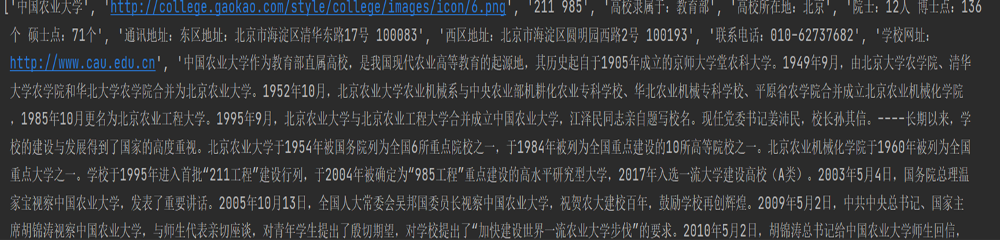 ['中国农业大学', 'http://college.gaokao.com/style/college/images/icon/6.png', '211 985', '高校隶属于: 教育部', '高校所在地: 北京', '院士: 12人 博士点: 136
个 硕士点: 71个', '通讯地址: 东区地址: 北京市海淀区清华东路17号 100083', '西区地址: 北京市海淀区圆明园西路2号 100193', '联系电话: 010-62737682', '学校网址:
http://www.cau.edu.cn', '中国农业大学作为教育部直属高校, 是我国现代农业高等教育的起源地, 其历史起自于1905年成立的京师大学堂农科大学。1949年9月, 由北京大学农学院、清华
大学农学院和华北大学农学院合并为北京农业大学。1952年10月, 北京农业大学农业机械系与中央农业部机耕化农业专科学校、华北农业机械专科学校、平原省农学院合并成立北京农业机械化学院
, 1985年10月更名为北京农业工程大学。1995年9月, 北京农业大学与北京农业工程大学合并成立中国农业大学, 江泽民同志亲自题写校名。现任党委书记姜沛民, 校长孙其信。----长期以来, 学
校的建设与发展得到了国家的高度重视。北京农业大学于1954年被国务院列为全国6所重点院校之一, 于1984年被列为全国重点建设的10所高等院校之一。北京农业机械化学院于1960年被列为全国
重点大学之一。学校于1995年进入首批“211工程”建设行列, 于2004年被确定为“985工程”重点建设的高水平研究型大学, 2017年入选一流大学建设高校（A类）。2003年5月4日, 国务院总理温
家宝视察中国农业大学, 发表了重要讲话。2005年10月13日, 全国人大常委会吴邦国委员长视察中国农业大学, 祝贺农大建校百年, 鼓励学校再创辉煌。2009年5月2日, 中共中央总书记、国家主
席胡锦涛视察中国农业大学, 与师生代表亲切座谈, 对青年学生提出了殷切期望, 对学校提出了“加快建设世界一流农业大学步伐”的要求。2010年5月2日, 胡锦涛总书记给中国农业大学师生回信,